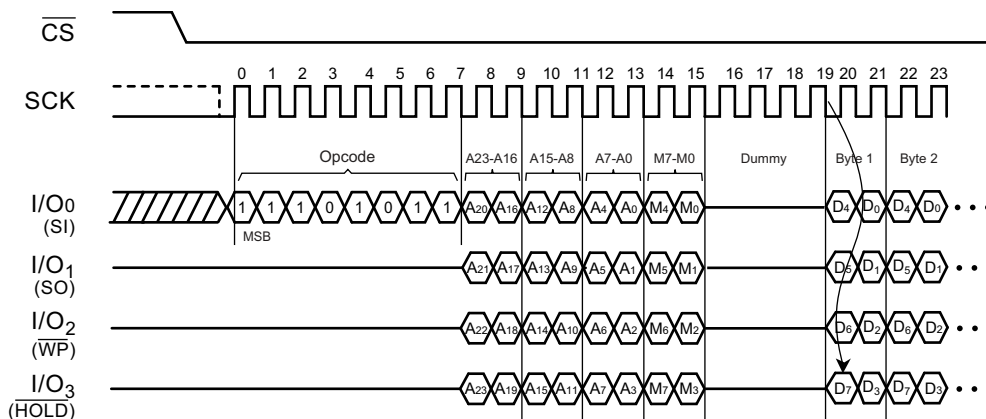 CS
0 1 2 3 4 5 6 7 8 9 10 11 12 13 14 15 16 17 18 19 20 21 22 23
SCK
Opcode A23-A16 A15-A8 A7-A0 M7-M0 Dummy Byte 1 Byte 2
I/O0 1 1 1 0 1 0 1 1 A20 A16 A12 A8 A4 A0 M4 M0 D4 D0 D4 D0
(SI) MSB
I/O1 A21 A17 A13 A9 A5 A1 M5 M1 D5 D1 D5 D1
(SO)
I/O2 A22 A18 A14 A10 A6 A2 M6 M2 D6 D2 D6 D2
(WP)
I/O3 A23 A19 A15 A11 A7 A3 M7 M3 D7 D3 D7 D3
(HOLD)